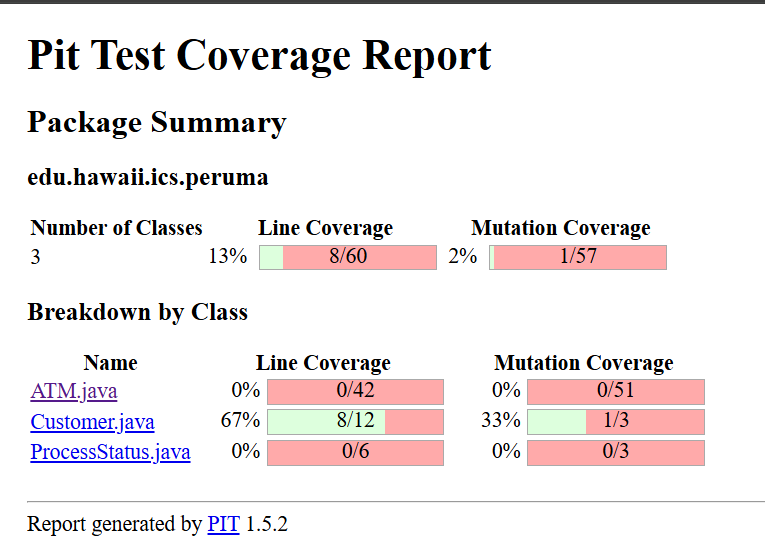 Pit Test Coverage Report
Package Summary
edu.hawaii.ics.peruma
Number of Classes Line Coverage Mutation Coverage
3 13% 8/60 2% 1/57
Breakdown by Class
Name Line Coverage Mutation Coverage
ATM.java 0% 0/42 0% 0/51
Customer.java 67% 8/12 33% 1/3
ProcessStatus.java 0% 0/6 0% 0/3
Report generated by PIT 1.5.2